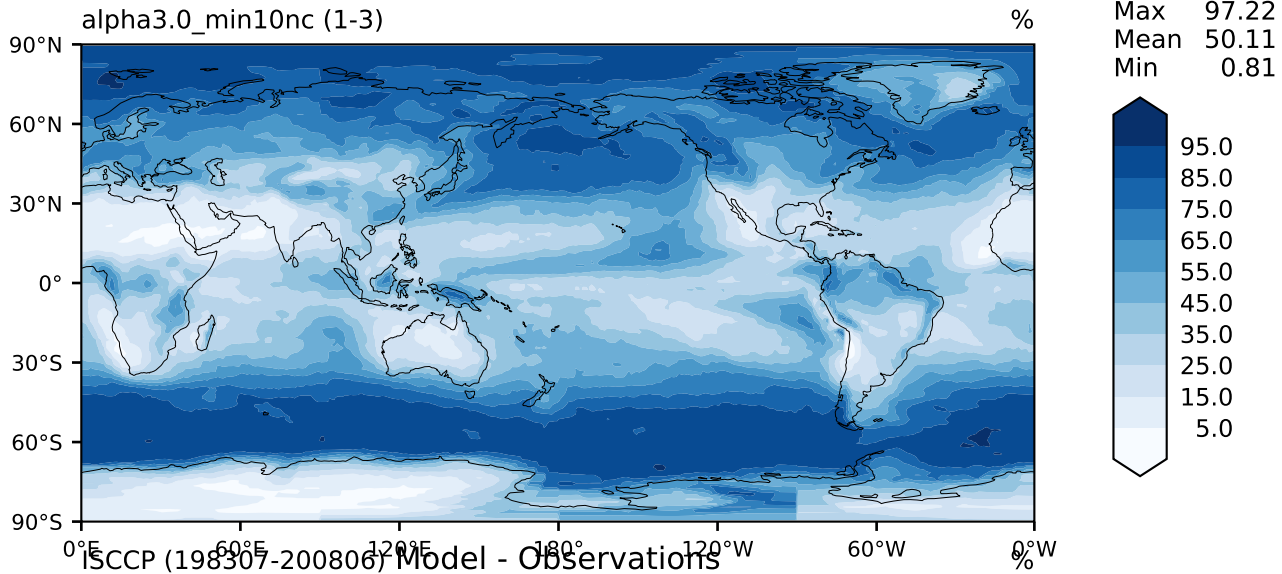 alpha3.0_min10nc (1-3) %
Max 97.22
Mean 50.11
Min 0.81
90°N
60°N
30°N
0°
30°S
60°S
90°S
95.0
85.0
75.0
65.0
55.0
45.0
35.0
25.0
15.0
5.0
0°E 60°E 120°E 180° 120°W 60°W 0°W
ISCCP (198307-200806) Model - Observations %